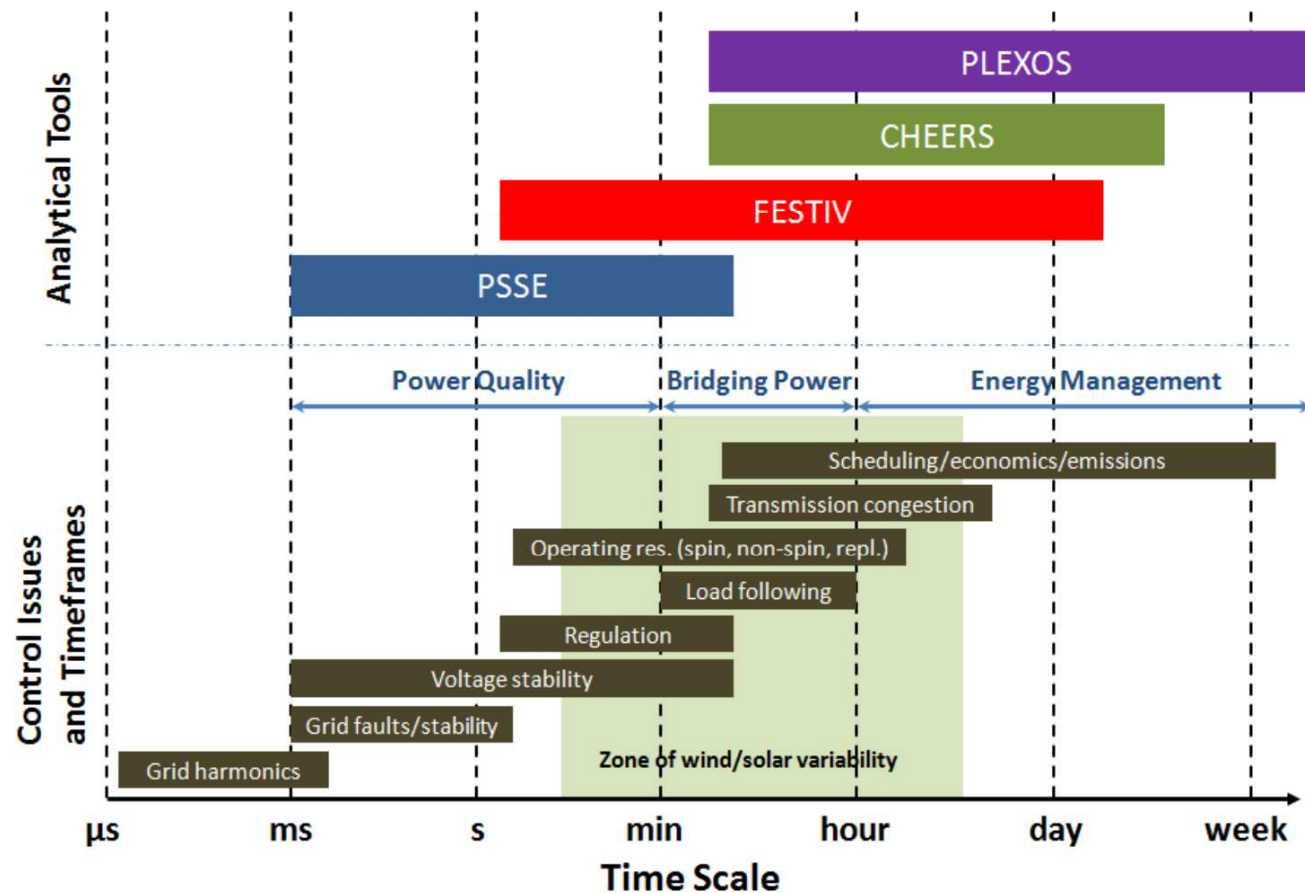 Analytical Tools
PLEXOS
CHEERS
FESTIV
PSSE
Power Quality
Bridging Power
Energy Management
Control Issues
and Timeframes
Scheduling/economics/emissions
Transmission congestion
Operating res. (spin, non-spin, repl.)
Load following
Regulation
Voltage stability
Grid faults/stability
Grid harmonics
Zone of wind/solar variability
µs
ms
s
min
hour
day
week
Time Scale